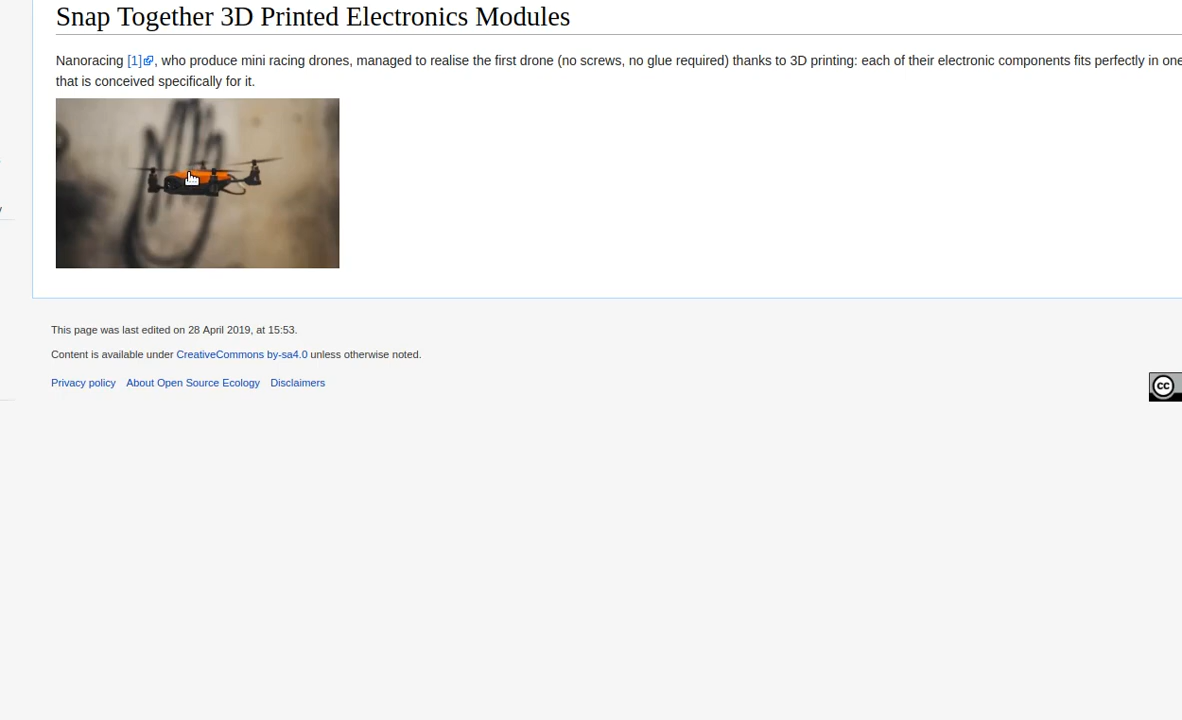 Snap Together 3D Printed Electronics Modules
Nanoracing [1], who produce mini racing drones, managed to realise the first drone (no screws, no glue required) thanks to 3D printing: each of their electronic components fits perfectly in one
that is conceived specifically for it.
This page was last edited on 28 April 2019, at 15:53.
Content is available under CreativeCommons by-sa4.0 unless otherwise noted.
Privacy policy About Open Source Ecology Disclaimers
cc